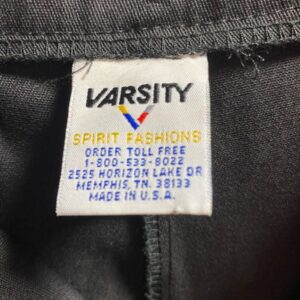 VARSITY
SPIRIT FASHIONS
ORDER TOLL FREE
1-800-533-8022
2525 HORIZON LAKE DR
MEMPHIS, TN. 38133
MADE IN U.S.A.